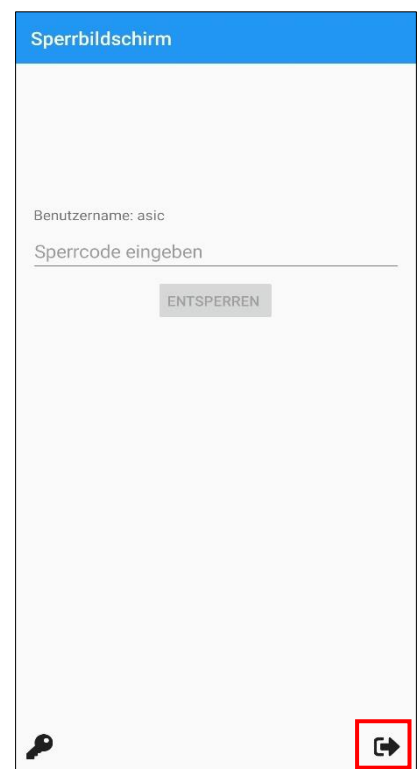 Sperrbildschirm
Benutzername: asic
Sperrcode eingeben
ENTSPERREN